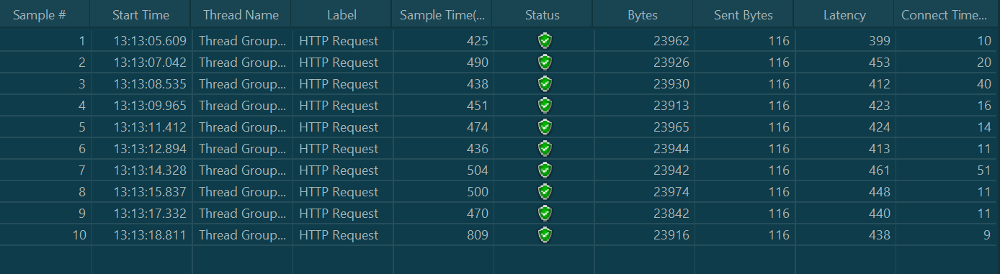 Sample # Start Time Thread Name Label Sample Time(... Status Bytes Sent Bytes Latency Connect Time...
1 13:13:05.609 Thread Group... HTTP Request 425 23962 116 399 10
2 13:13:07.042 Thread Group... HTTP Request 490 23926 116 453 20
3 13:13:08.535 Thread Group... HTTP Request 438 23930 116 412 40
4 13:13:09.965 Thread Group... HTTP Request 451 23913 116 423 16
5 13:13:11.412 Thread Group... HTTP Request 474 23965 116 424 14
6 13:13:12.894 Thread Group... HTTP Request 436 23944 116 413 11
7 13:13:14.328 Thread Group... HTTP Request 504 23942 116 461 51
8 13:13:15.837 Thread Group... HTTP Request 500 23974 116 448 11
9 13:13:17.332 Thread Group... HTTP Request 470 23842 116 440 11
10 13:13:18.811 Thread Group... HTTP Request 809 23916 116 438 9